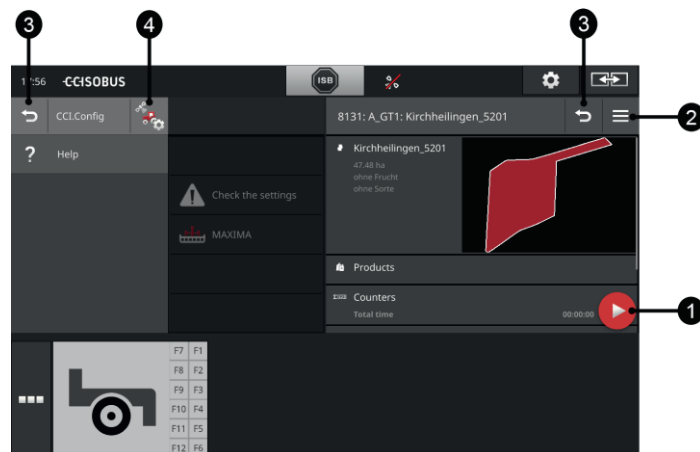 3
4
3
17:56
CCISOBUS
ISB
CCI.Config
8131: A_GT1: Kirchheilingen_5201
2
? Help
Kirchheilingen_5201
47.48 ha
ohne Frucht
ohne Sorte
Check the settings
MAXIMA
Products
Counters
Total time 00:00:00
1
F7 F1
F8 F2
F9 F3
F10 F4
F11 F5
F12 F6